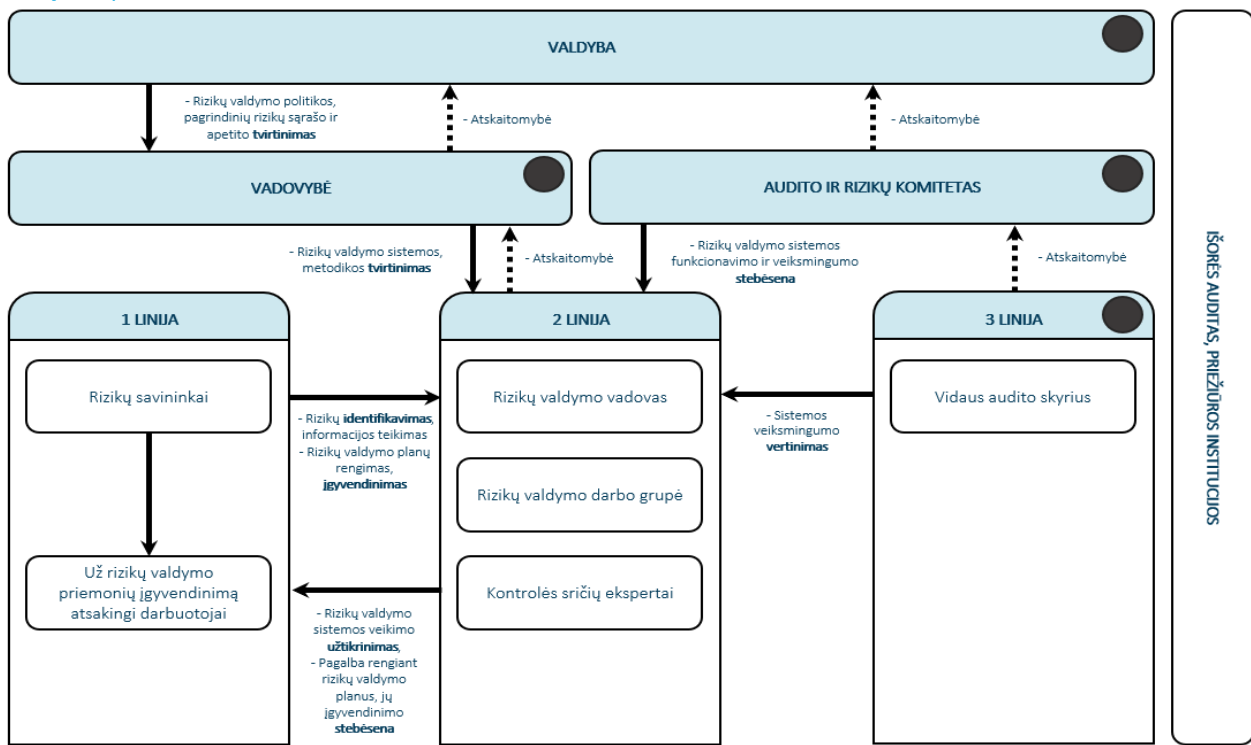 VALDYBA
- Rizikų valdymo politikos,
pagrindinių rizikų sąrašo ir
apetito tvirtinimas
- Atskaitomybė
- Atskaitomybė
VADOVYBĖ
AUDITO IR RIZIKŲ KOMITETAS
- Rizikų valdymo sistemos,
metodikos tvirtinimas
- Atskaitomybė
- Rizikų valdymo sistemos
funkcionavimo ir veiksmingumo
stebėsena
- Atskaitomybė
1 LINIJA
2 LINIJA
3 LINIJA
Rizikų savininkai
- Rizikų identifikavimas,
informacijos teikimas
- Rizikų valdymo planų
rengimas,
įgyvendinimas
Rizikų valdymo vadovas
- Sistemos
veiksmingumo
vertinimas
Vidaus audito skyrius
Rizikų valdymo darbo grupė
Už rizikų valdymo
priemonių įgyvendinimą
atsakingi darbuotojai
- Rizikų valdymo
sistemos veikimo
užtikrinimas,
- Pagalba rengiant
rizikų valdymo
planus, jų
įgyvendinimo
stebėsena
Kontrolės sričių ekspertai
IŠORĖS AUDITAS, PRIEŽIŪROS INSTITUCIJOS